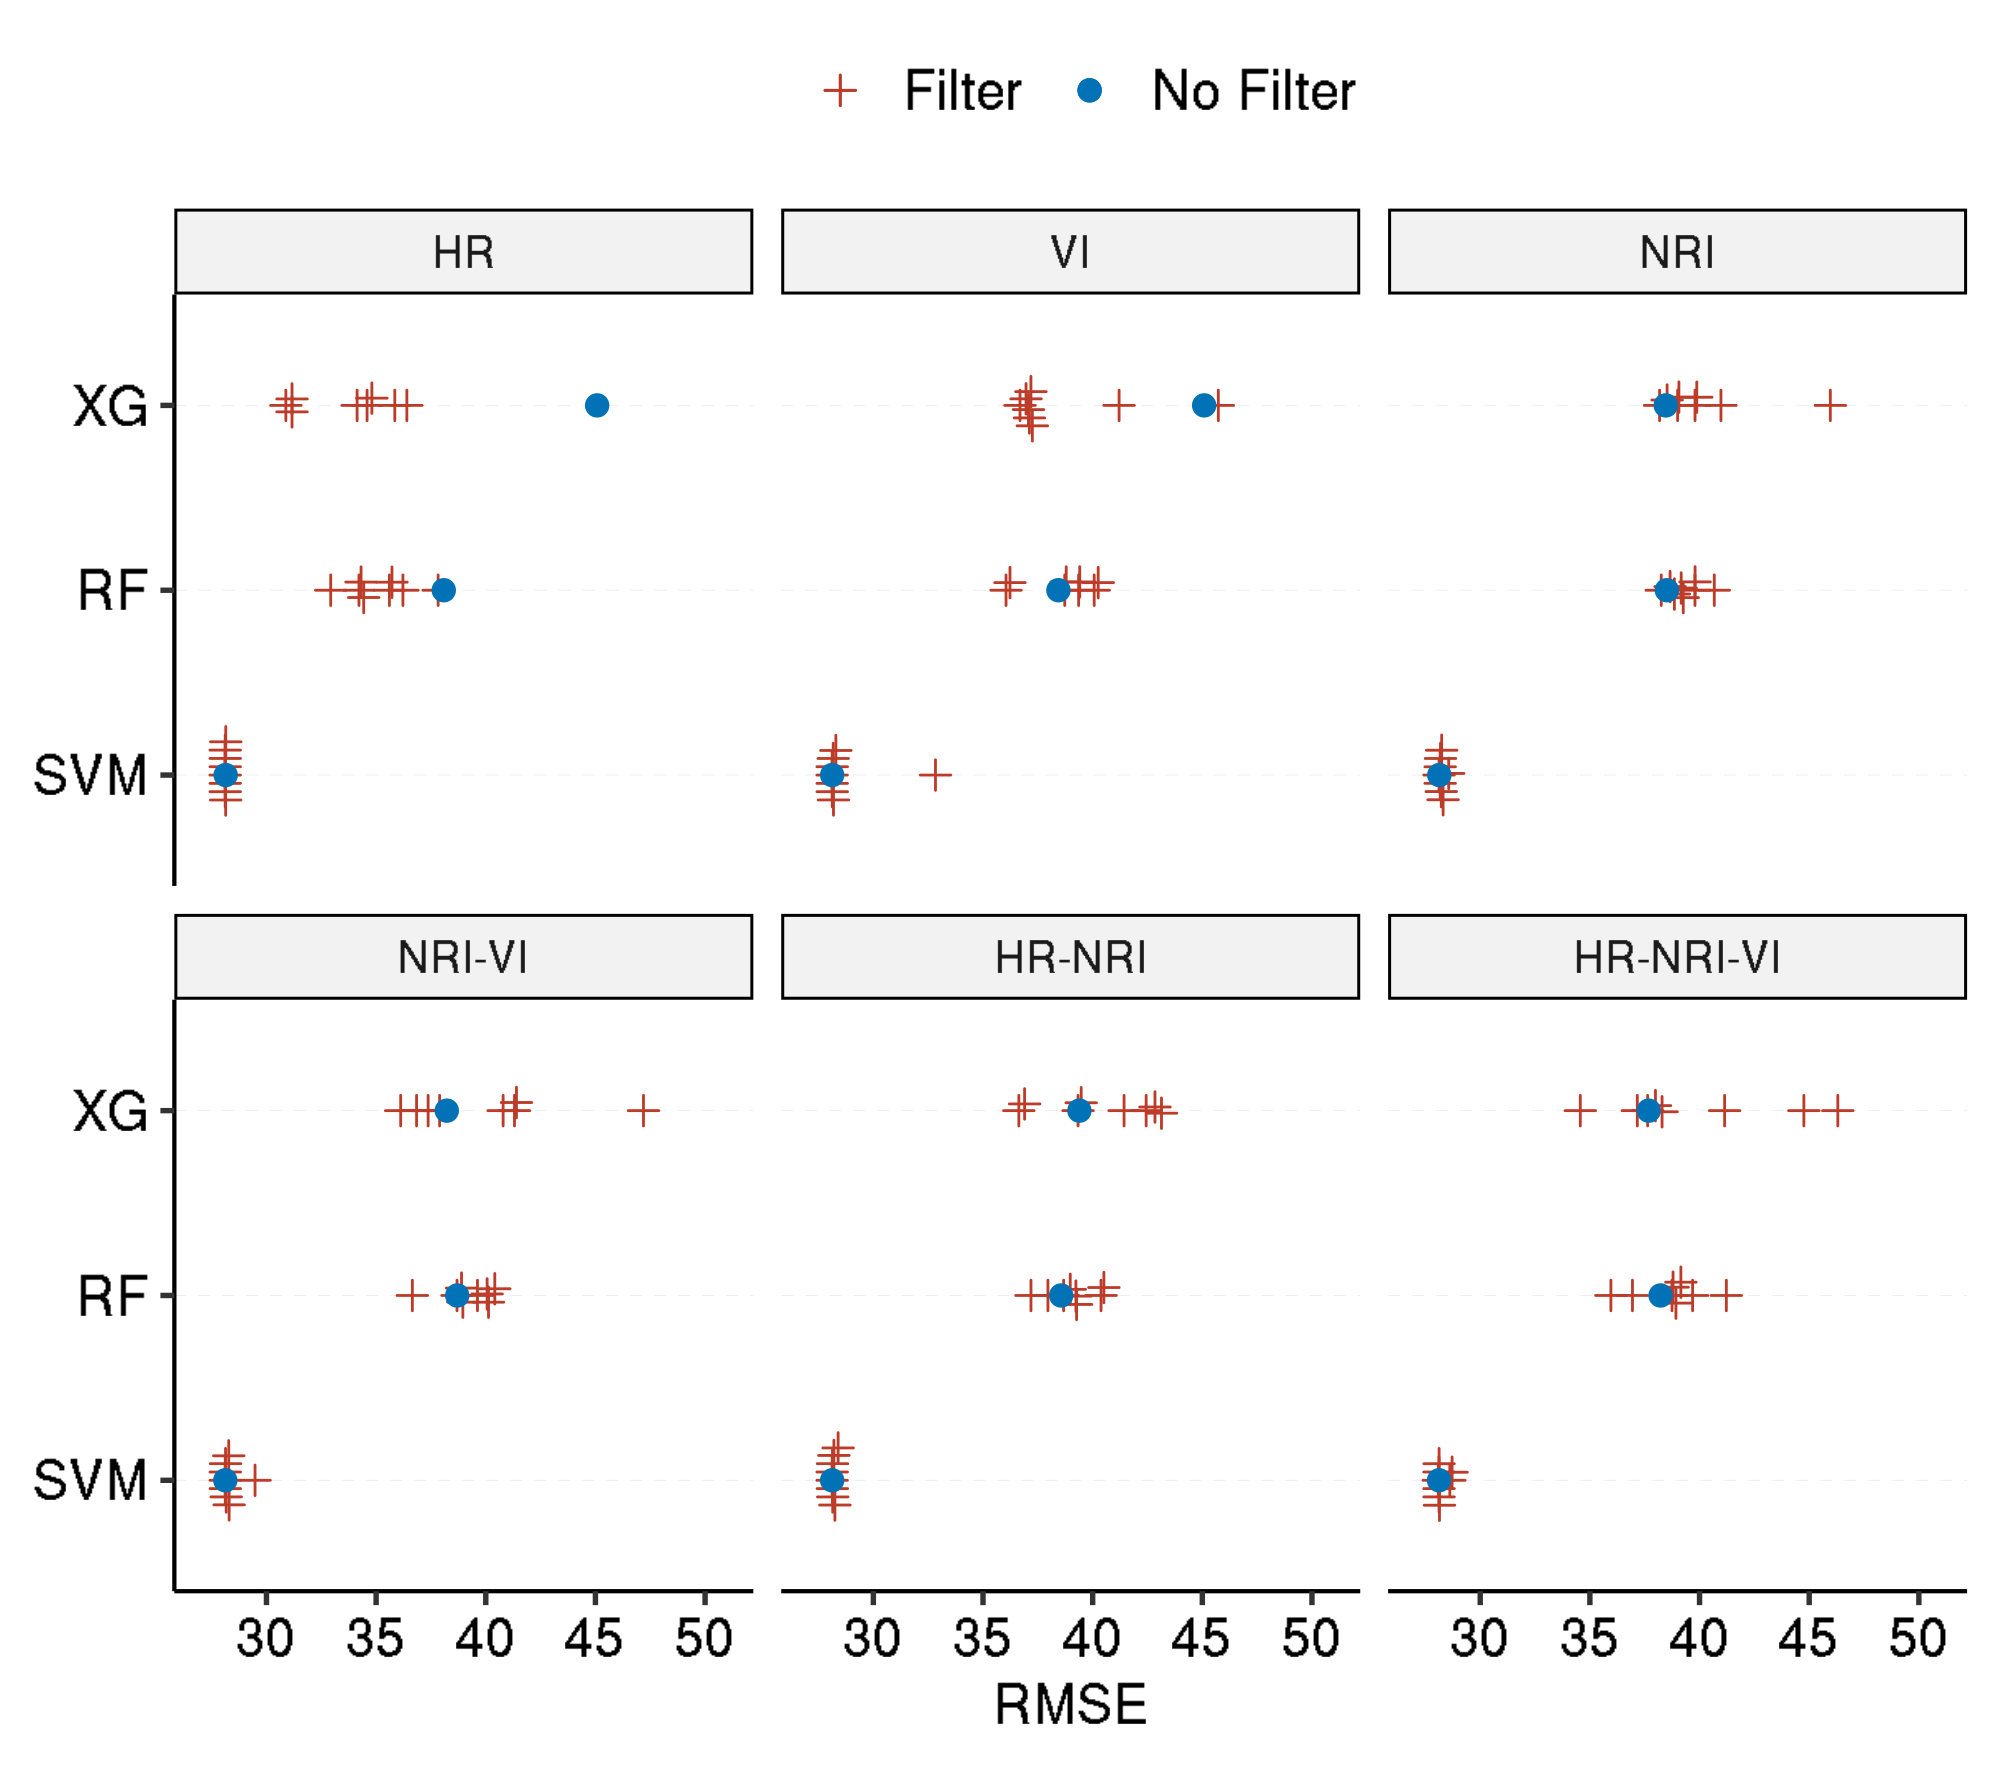 Filter No Filter
HR VI NRI
XG
RF
SVM
NRI-VI HR-NRI HR-NRI-VI
XG
RF
SVM
30 35 40 45 50 30 35 40 45 50 30 35 40 45 50
RMSE